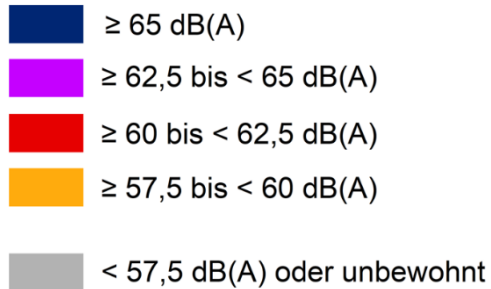 ≥ 65 dB(A)
≥ 62,5 bis < 65 dB(A)
≥ 60 bis < 62,5 dB(A)
≥ 57,5 bis < 60 dB(A)
< 57,5 dB(A) oder unbewohnt